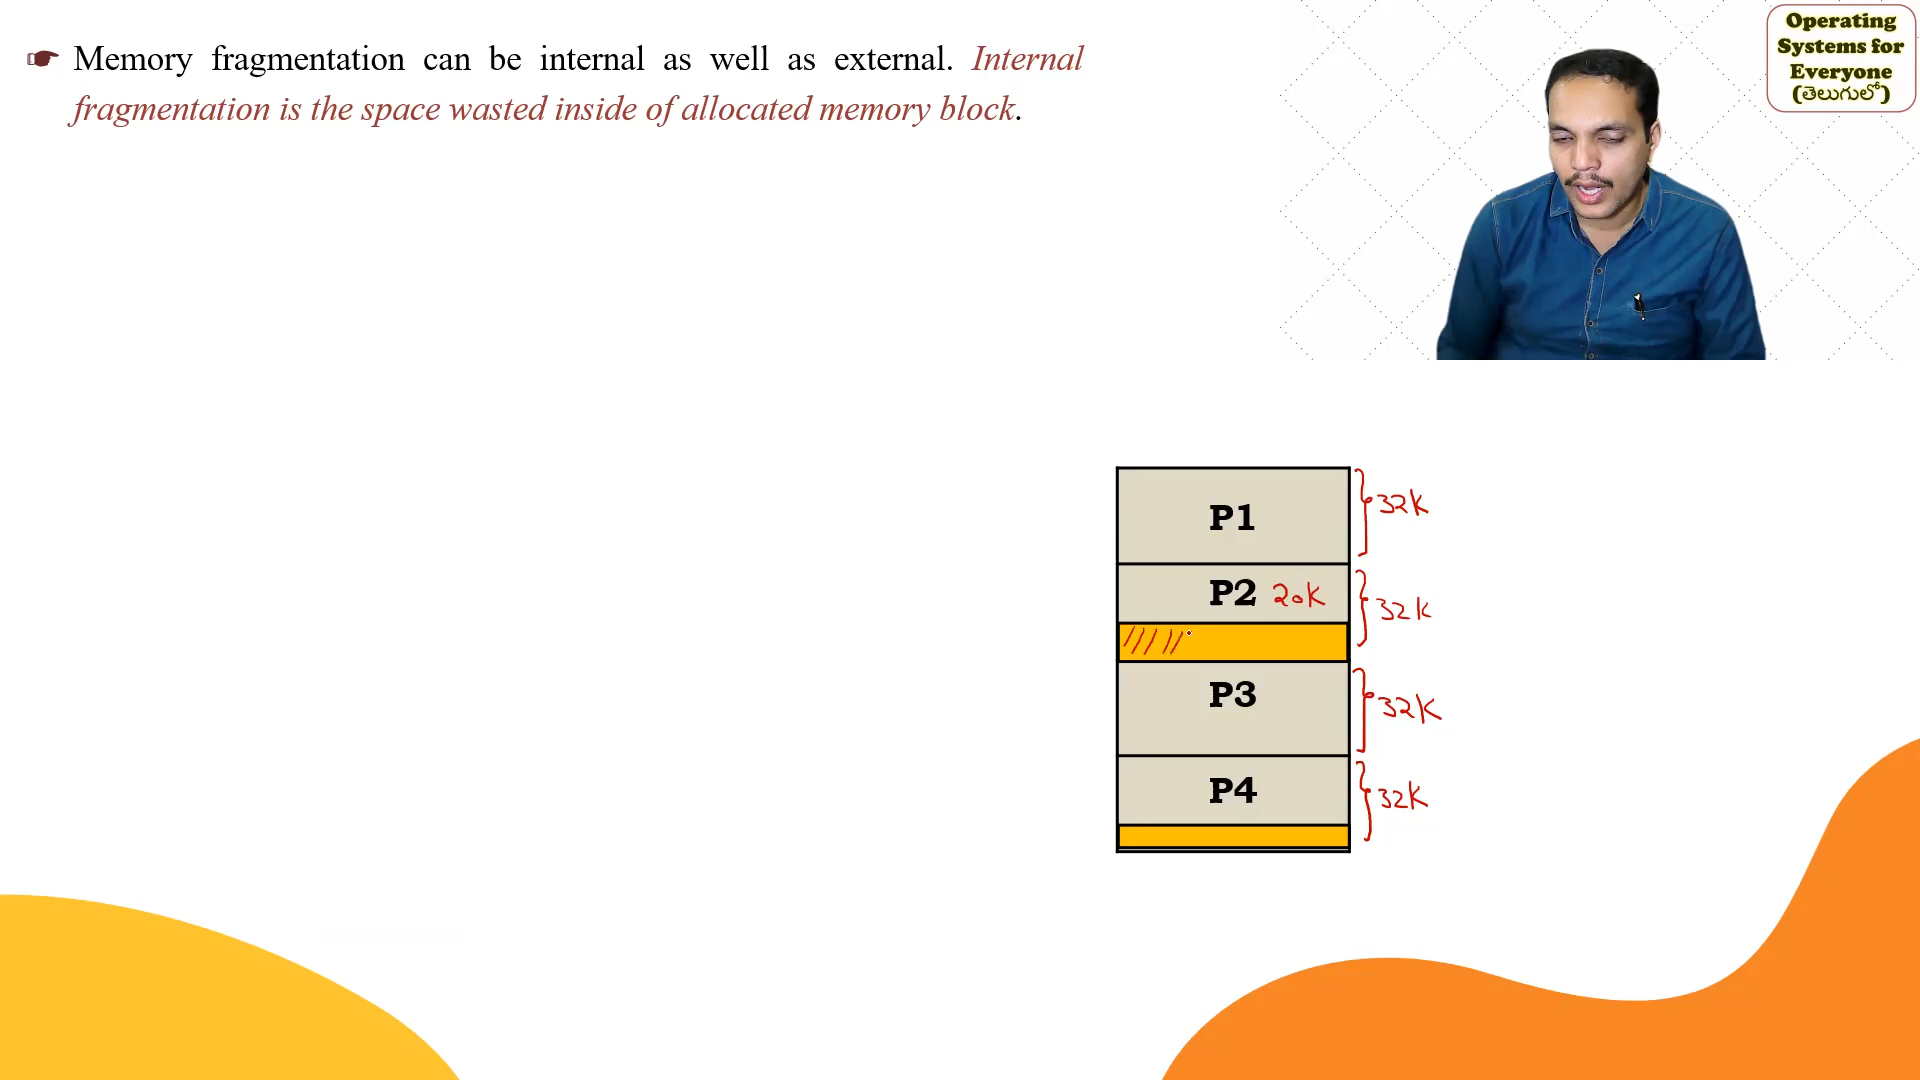 Memory fragmentation can be internal as well as external. Internal
fragmentation is the space wasted inside of allocated memory block.
Operating
Systems for
Everyone
(తెలుగులో)
P1
32K
P2 20K
32K
P3
32K
P4
32K